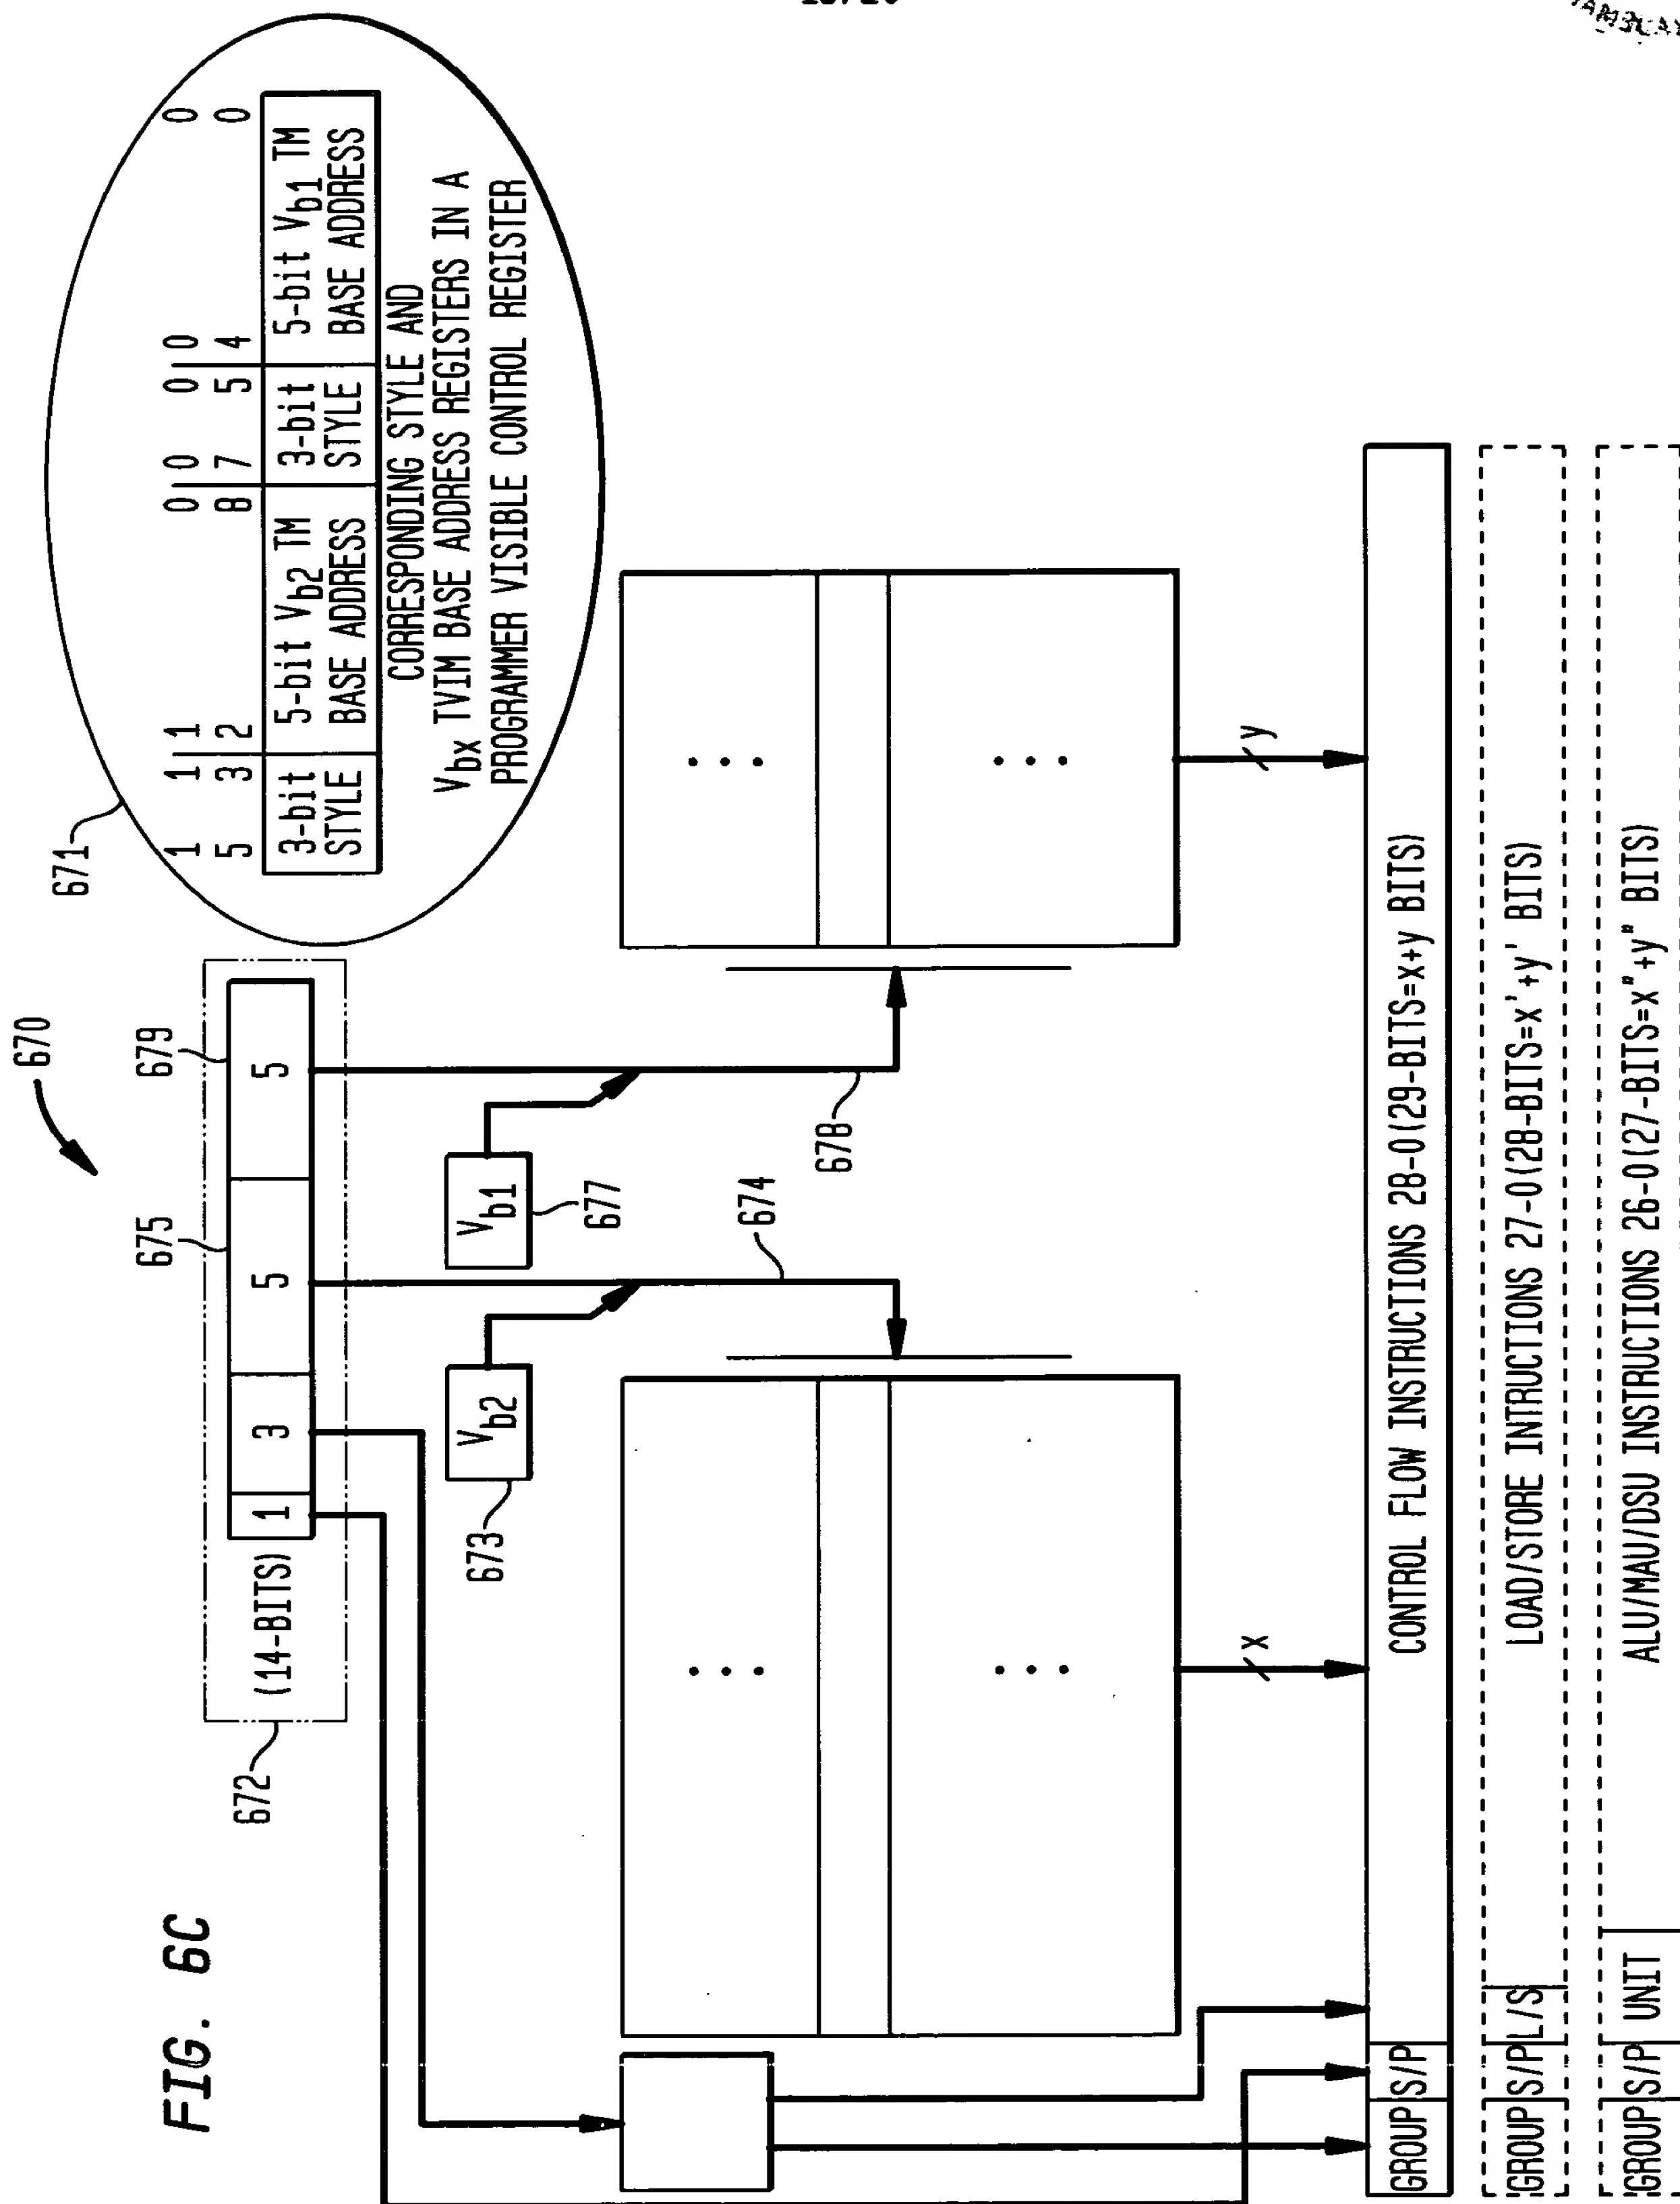 FIG. 6C
670
672
(14-BITS)
1
3
5
5
675
679
671
1 1 1 1 0 0 0 0 0
5 3 2 8 7 5 4 0
3-bit STYLE
5-bit Vb2 TM BASE ADDRESS
3-bit STYLE
5-bit Vb1 TM BASE ADDRESS
CORRESPONDING STYLE AND
Vbx TVIM BASE ADDRESS REGISTERS IN A
PROGRAMMER VISIBLE CONTROL REGISTER
Vb2
673
Vb1
677
674
678
x
y
GROUP S/P CONTROL FLOW INSTRUCTIONS 28-0(29-BITS=x+y BITS)
GROUP S/P L/S LOAD/STORE INTRUCTIONS 27-0(28-BITS=x'+y' BITS)
GROUP S/P UNIT ALU/MAU/DSU INSTRUCTIONS 26-0(27-BITS=x"+y" BITS)